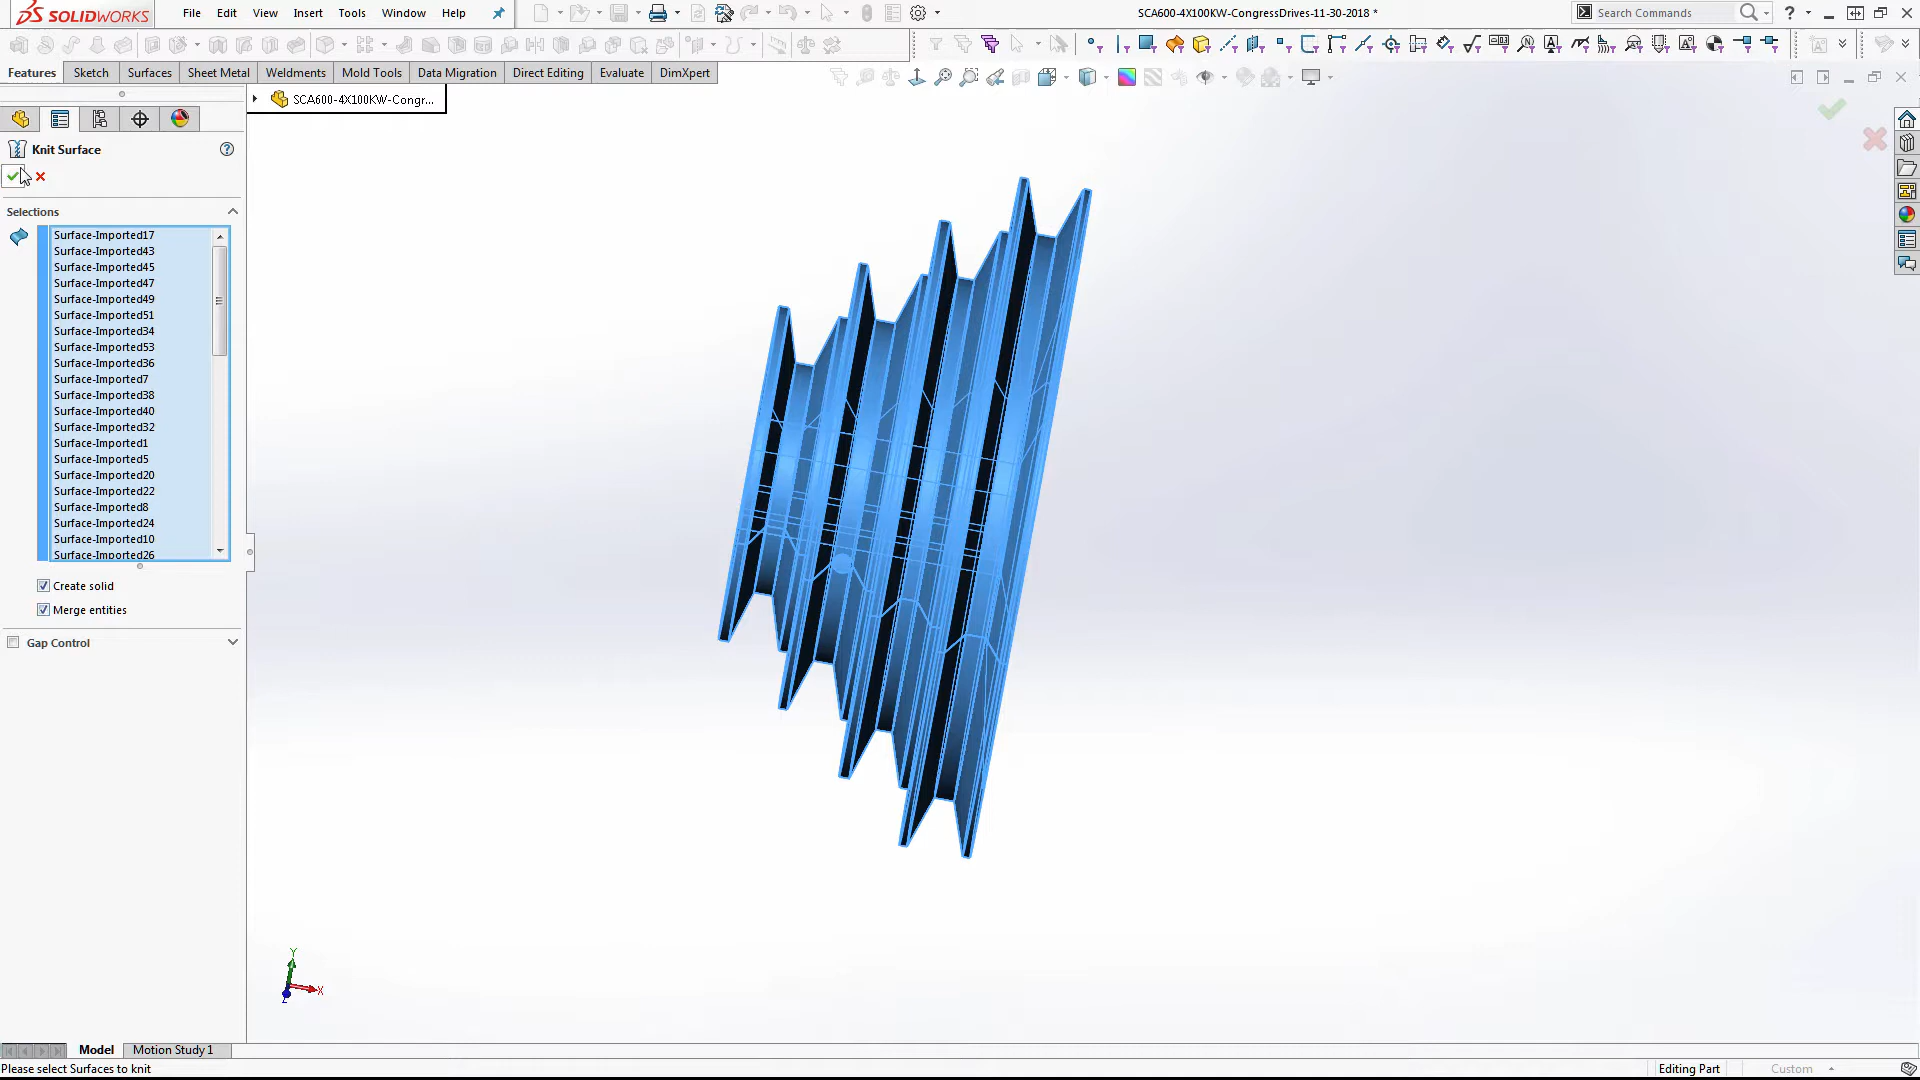 SOLIDWORKS File Edit View Insert Tools Window Help SCA600-4X100KW-CongressDrives-11-30-2018 * Search Commands ?
Features Sketch Surfaces Sheet Metal Weldments Mold Tools Data Migration Direct Editing Evaluate DimXpert
SCA600-4X100KW-Congr...
Knit Surface ?
Selections
Surface-Imported17
Surface-Imported43
Surface-Imported45
Surface-Imported47
Surface-Imported49
Surface-Imported51
Surface-Imported34
Surface-Imported53
Surface-Imported36
Surface-Imported7
Surface-Imported38
Surface-Imported40
Surface-Imported32
Surface-Imported1
Surface-Imported5
Surface-Imported20
Surface-Imported22
Surface-Imported8
Surface-Imported24
Surface-Imported10
Surface-Imported26
Create solid
Merge entities
Gap Control
Y
X
Z
Model Motion Study 1
Please select Surfaces to knit Editing Part Custom